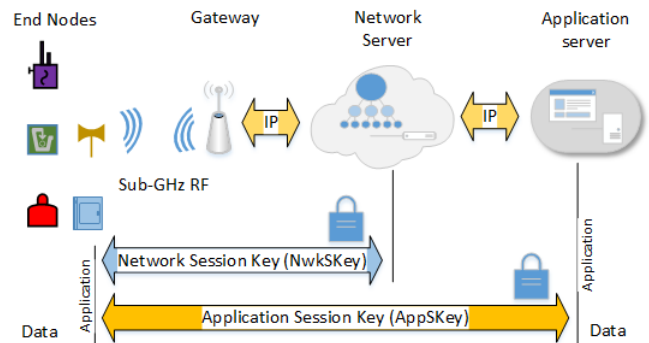 End Nodes
Gateway
Network
Server
Application
server
IP
IP
Sub-GHz RF
Network Session Key (NwkSKey)
Application
Application
Application Session Key (AppSKey)
Data
Data